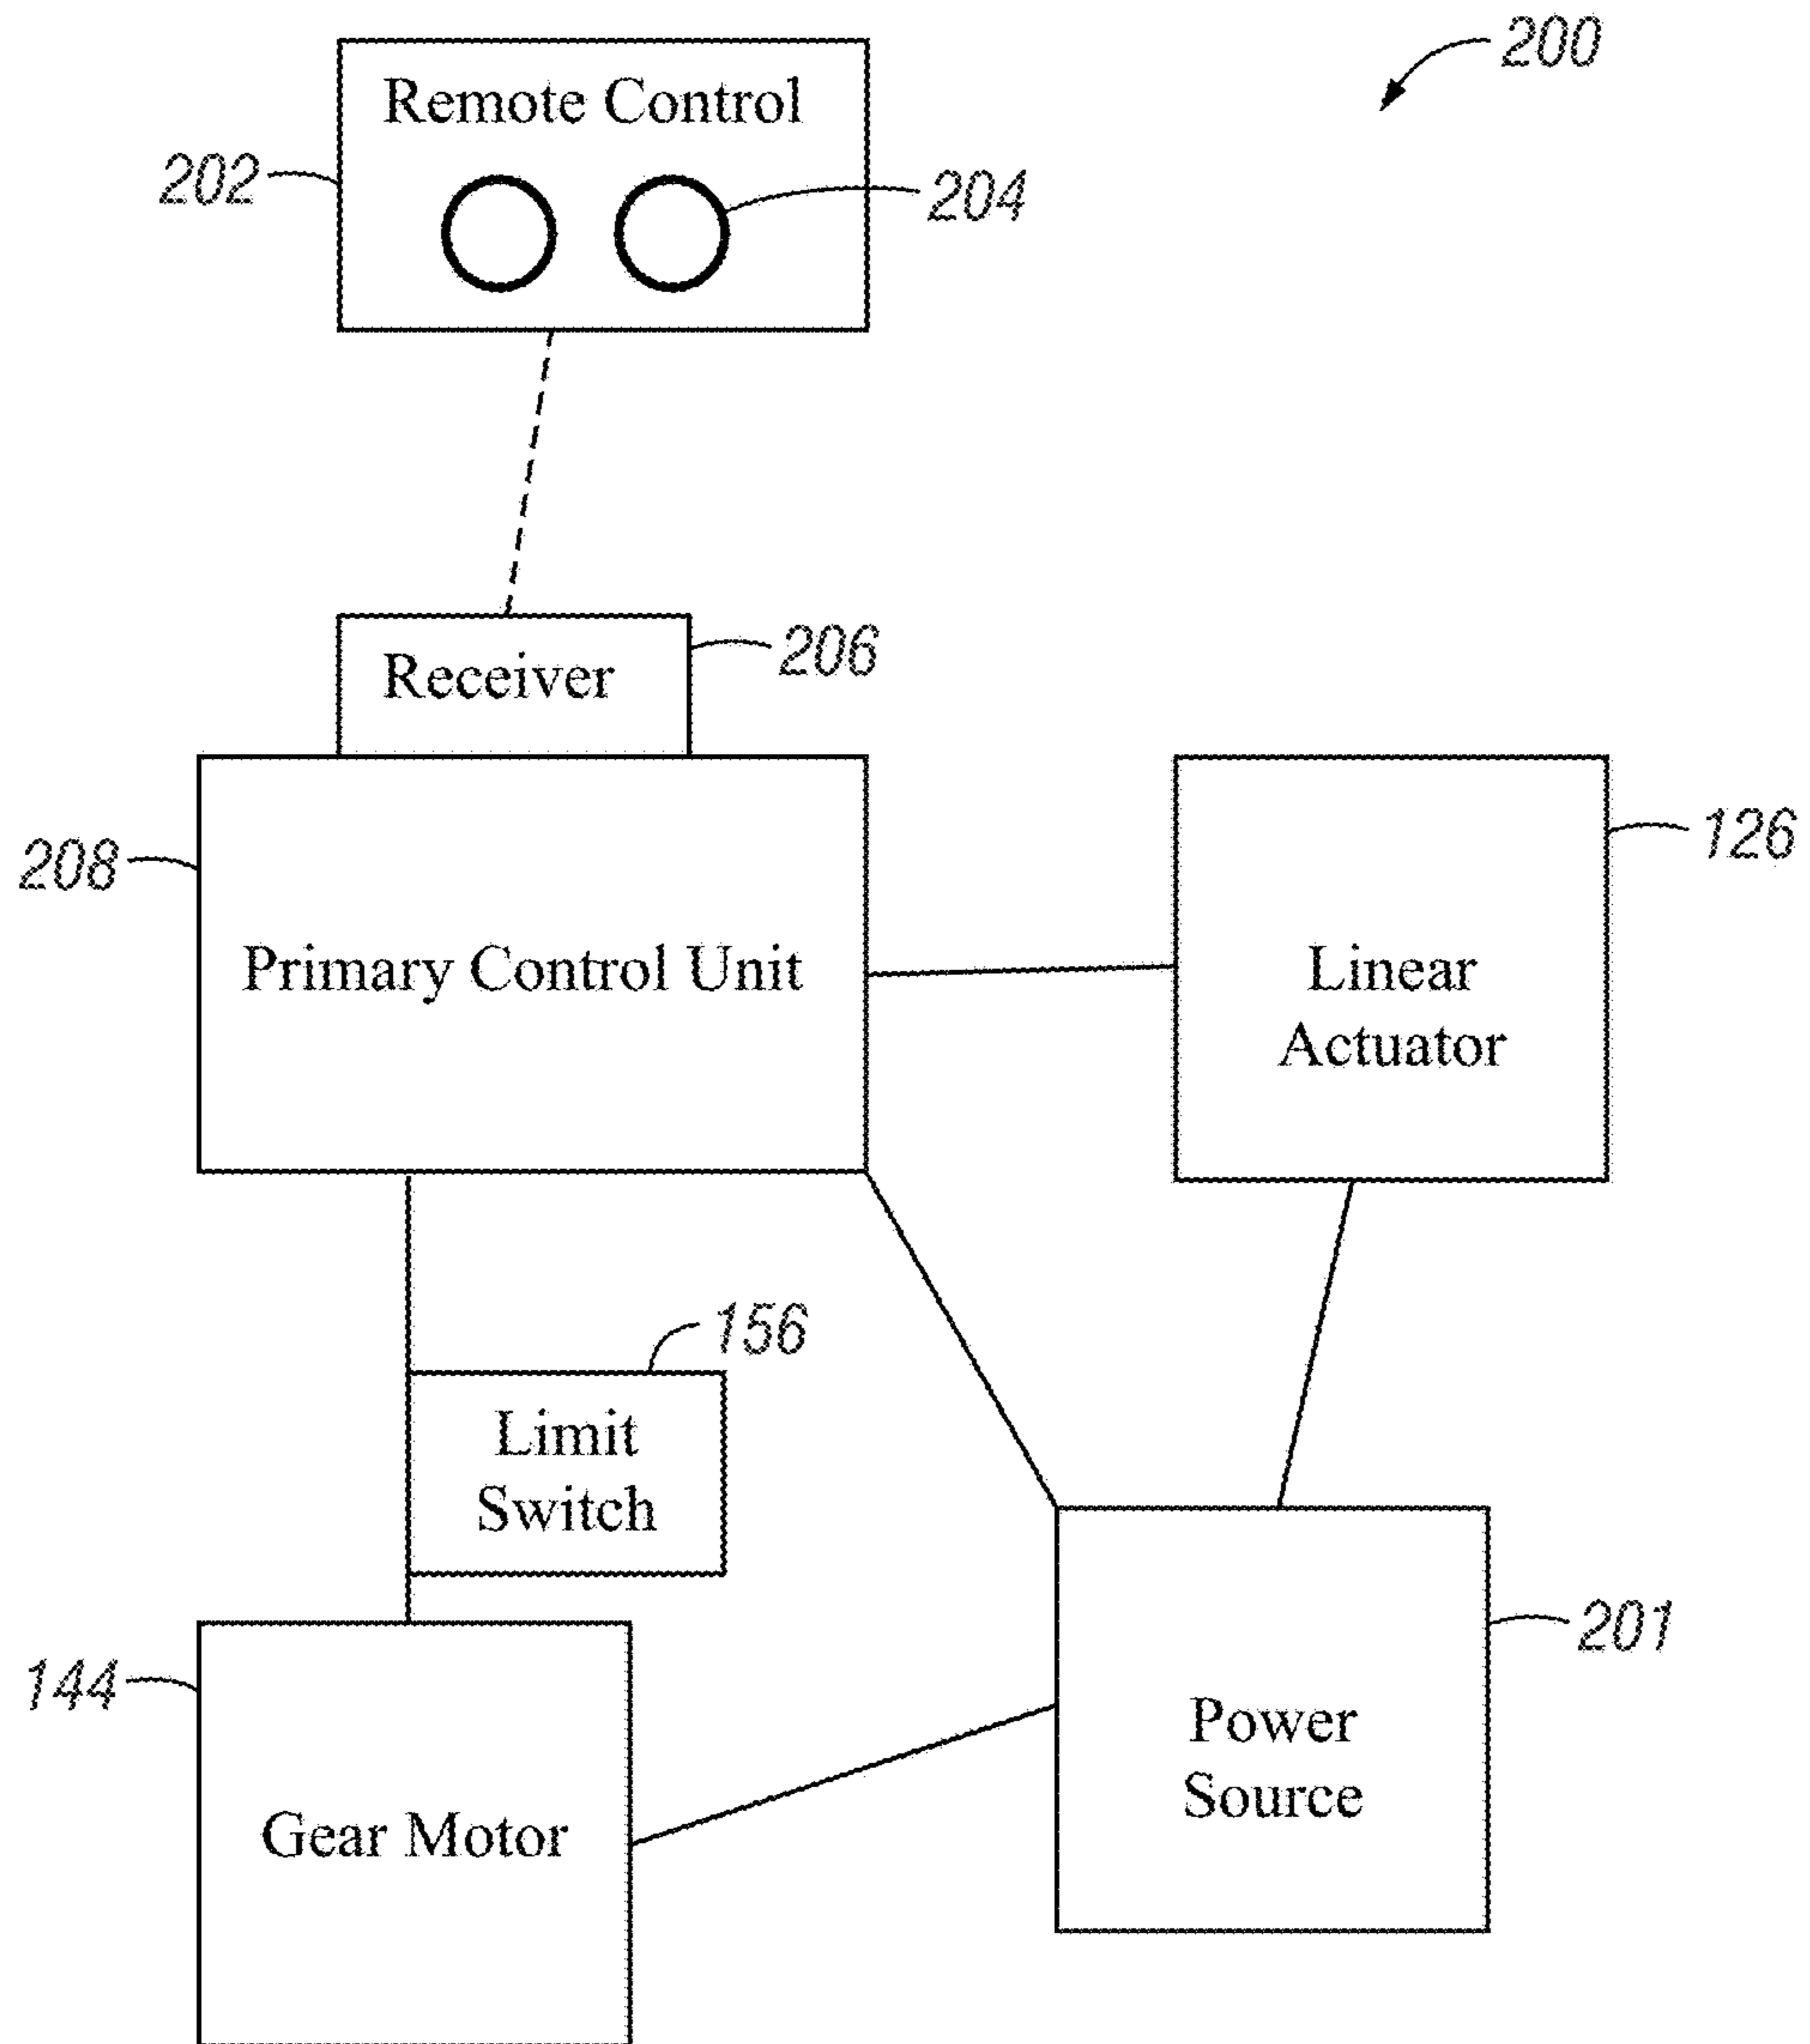 200
Remote Control
202
204
Receiver
206
208
Primary Control Unit
126
Linear
Actuator
156
Limit
Switch
144
Gear Motor
201
Power
Source